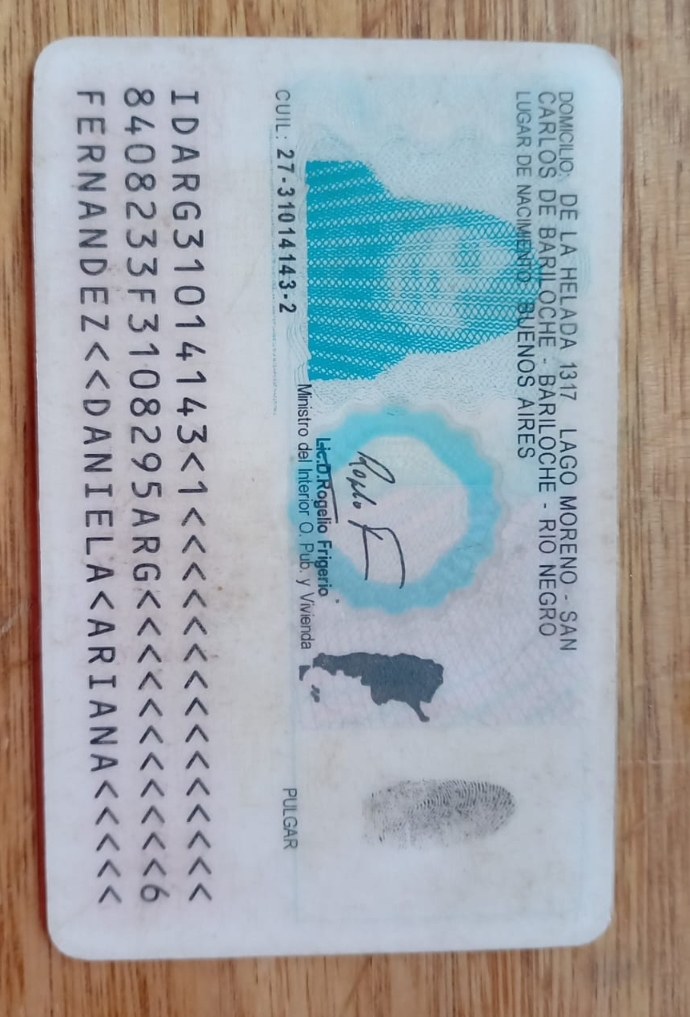 DOMICILIO: DE LA HELADA 1317 LAGO MORENO - SAN
CARLOS DE BARILOCHE - BARILOCHE - RIO NEGRO
LUGAR DE NACIMIENTO: BUENOS AIRES
Lic.D.Rogelio Frigerio
Ministro del Interior O. Pub. y Vivienda
CUIL: 27-31014143-2
PULGAR
IDARG31014143<1<<<<<<<<<<<<<<<
8408233F3108295ARG<<<<<<<<<<<6
FERNANDEZ<<DANIELA<ARIANA<<<<<